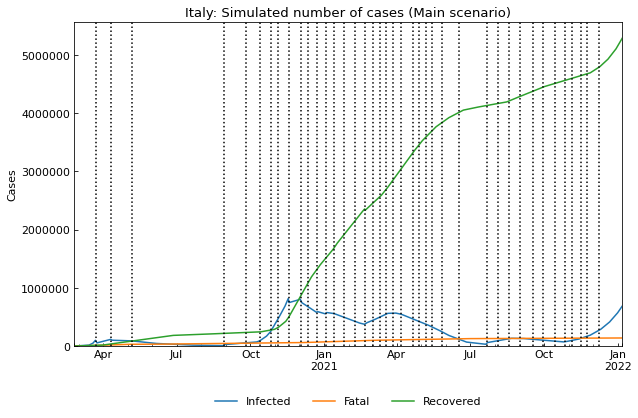 Italy: Simulated number of cases (Main scenario)
5000000
4000000
3000000
2000000
1000000
0
Cases
Apr Jul Oct Jan Apr Jul Oct Jan
2021 2022
Infected Fatal Recovered